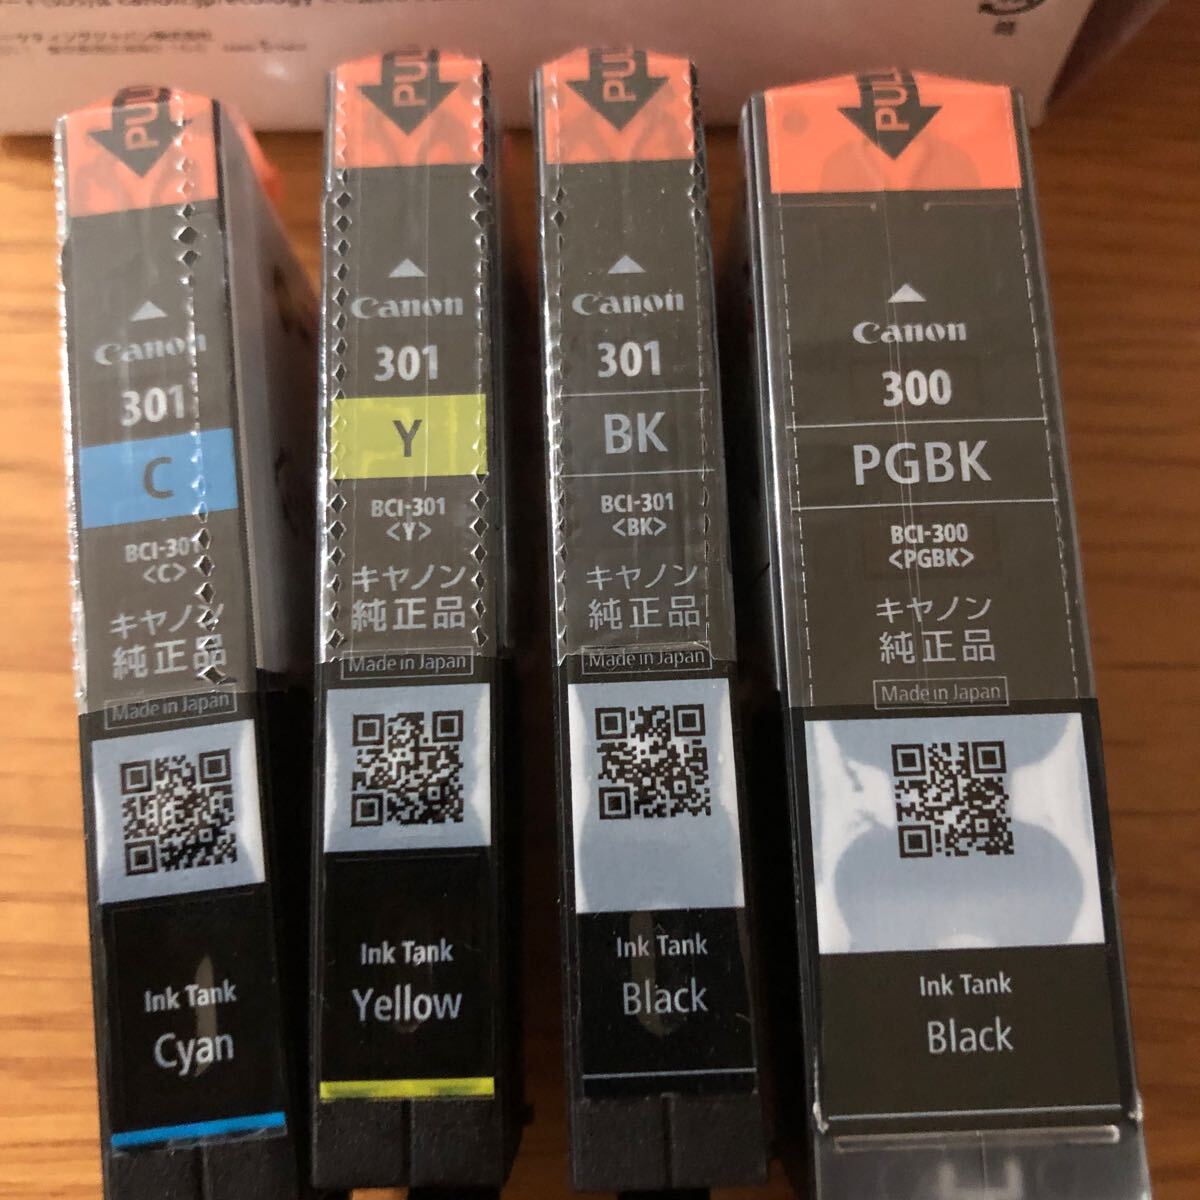 PULL
Canon
301
C
BCI-301
<C>
キヤノン
純正品
Made in Japan
Ink Tank
Cyan
PULL
Canon
301
Y
BCI-301
<Y>
キヤノン
純正品
Made in Japan
Ink Tank
Yellow
PULL
Canon
301
BK
BCI-301
<BK>
キヤノン
純正品
Made in Japan
Ink Tank
Black
PULL
Canon
300
PGBK
BCI-300
<PGBK>
キヤノン
純正品
Made in Japan
Ink Tank
Black